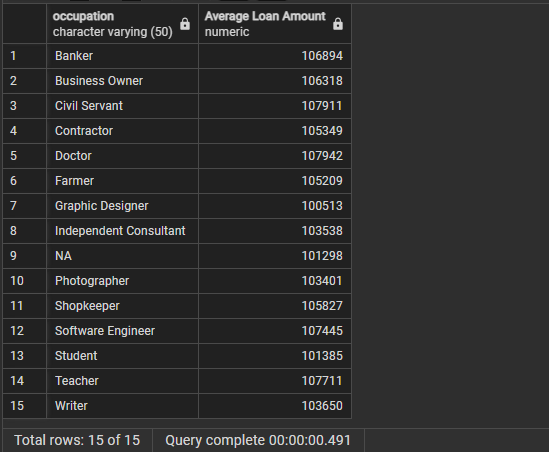 occupation
character varying (50)
Average Loan Amount
numeric
1 Banker 106894
2 Business Owner 106318
3 Civil Servant 107911
4 Contractor 105349
5 Doctor 107942
6 Farmer 105209
7 Graphic Designer 100513
8 Independent Consultant 103538
9 NA 101298
10 Photographer 103401
11 Shopkeeper 105827
12 Software Engineer 107445
13 Student 101385
14 Teacher 107711
15 Writer 103650
Total rows: 15 of 15 Query complete 00:00:00.491